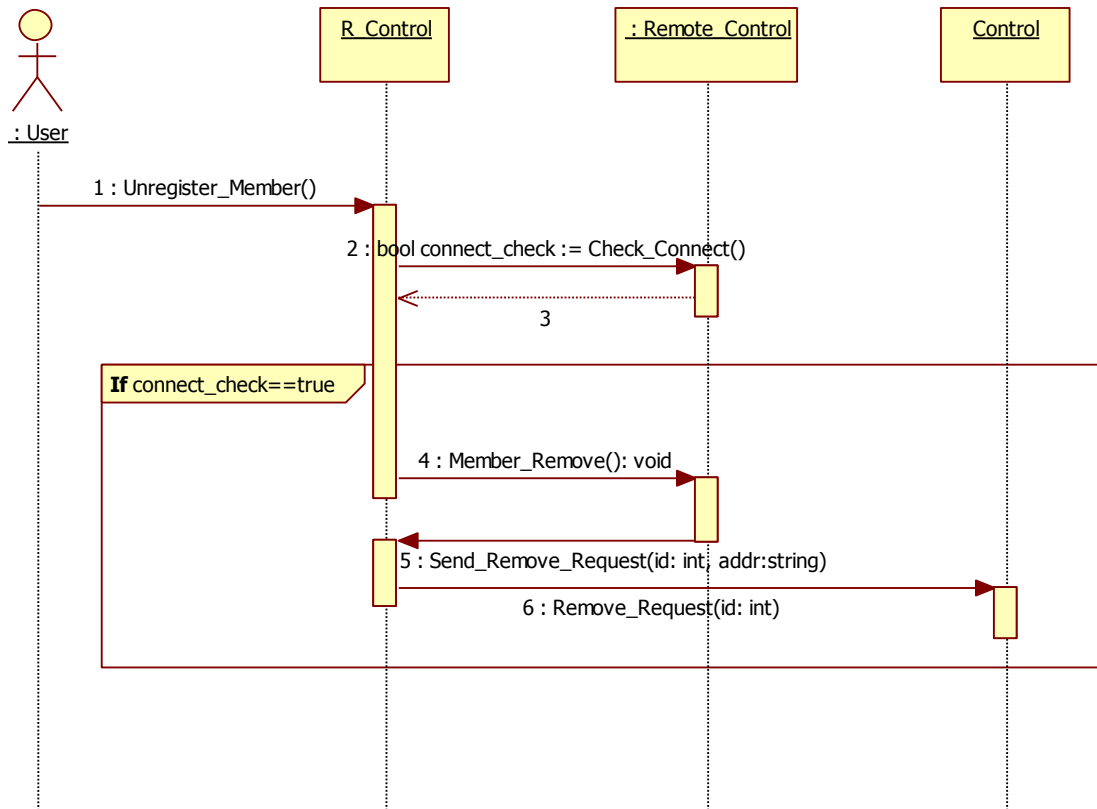 R_Control
: Remote_Control
Control
: User
1 : Unregister_Member()
2 : bool connect_check := Check_Connect()
3
If connect_check==true
4 : Member_Remove(): void
5 : Send_Remove_Request(id: int, addr:string)
6 : Remove_Request(id: int)